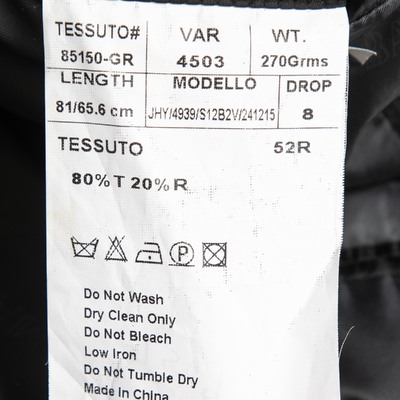 TESSUTO# VAR WT.
85150-GR 4503 270Grms
LENGTH MODELLO DROP
81/65.6 cm JHY/4939/S12B2V/241215 8
TESSUTO 52R
80% T 20% R
P
Do Not Wash
Dry Clean Only
Do Not Bleach
Low Iron
Do Not Tumble Dry
Made In China